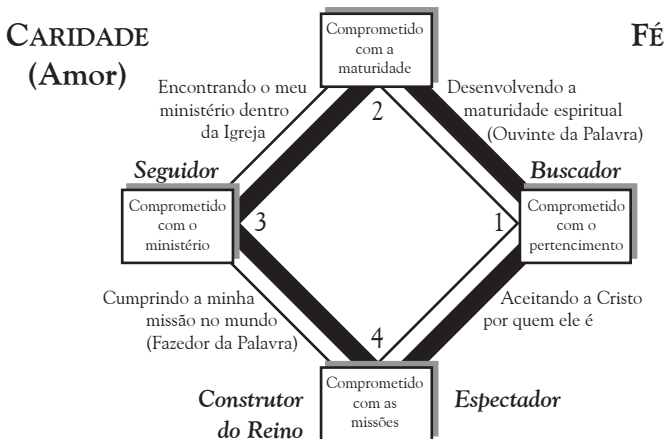 CARIDADE
(Amor)
FÉ
Comprometido
com a
maturidade
Encontrando o meu
ministério dentro
da Igreja
Desenvolvendo a
maturidade espiritual
(Ouvinte da Palavra)
2
Seguidor
Buscador
Comprometido
com o
ministério
3
1
Comprometido
com o
pertencimento
Cumprindo a minha
missão no mundo
(Fazedor da Palavra)
Aceitando a Cristo
por quem ele é
4
Construtor
do Reino
Comprometido
com as
missões
Espectador